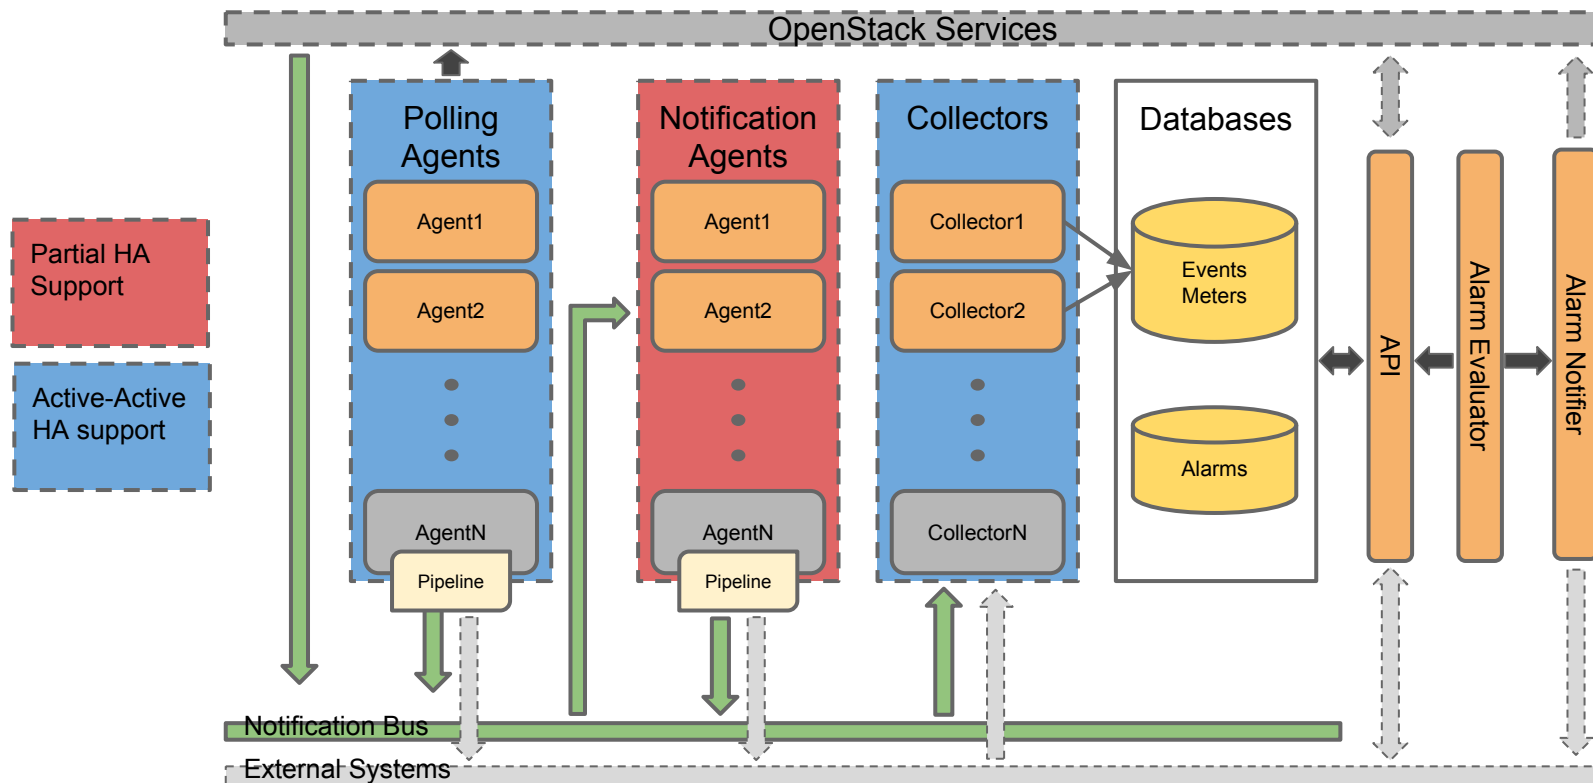 OpenStack Services
Polling
Agents
Agent1
Agent2
AgentN
Pipeline
Notification
Agents
Agent1
Agent2
AgentN
Pipeline
Collectors
Collector1
Collector2
CollectorN
Databases
Events
Meters
Alarms
API
Alarm Evaluator
Alarm Notifier
Partial HA
Support
Active-Active
HA support
Notification Bus
External Systems